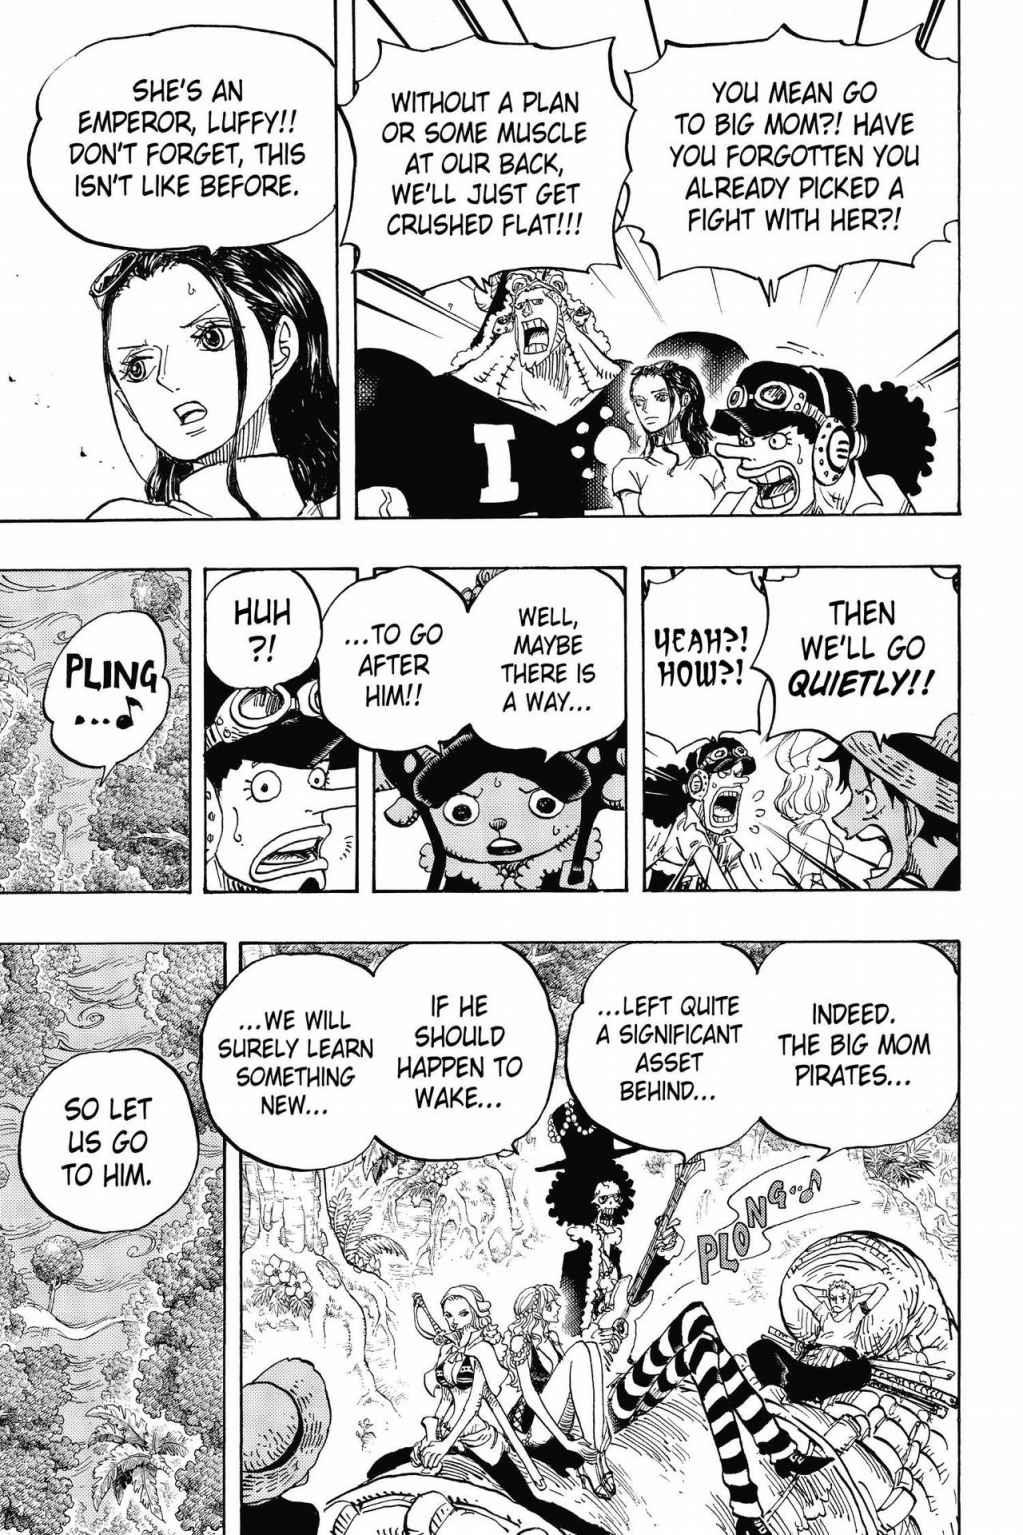 YOU MEAN GO
TO BIG MOM?! HAVE
YOU FORGOTTEN YOU
ALREADY PICKED A
FIGHT WITH HER?!
WITHOUT A PLAN
OR SOME MUSCLE
AT OUR BACK,
WE'LL JUST GET
CRUSHED FLAT!!!
I
SHE'S AN
EMPEROR, LUFFY!!
DON'T FORGET, THIS
ISN'T LIKE BEFORE.
THEN
WE'LL GO
QUIETLY!!
YEAH?!
HOW?!
WELL,
MAYBE
THERE IS
A WAY...
...TO GO
AFTER
HIM!!
HUH
?!
PLING
...♪
INDEED.
THE BIG MOM
PIRATES...
...LEFT QUITE
A SIGNIFICANT
ASSET
BEHIND...
IF HE
SHOULD
HAPPEN TO
WAKE...
...WE WILL
SURELY LEARN
SOMETHING
NEW...
PLONG...♪
SO LET
US GO
TO HIM.